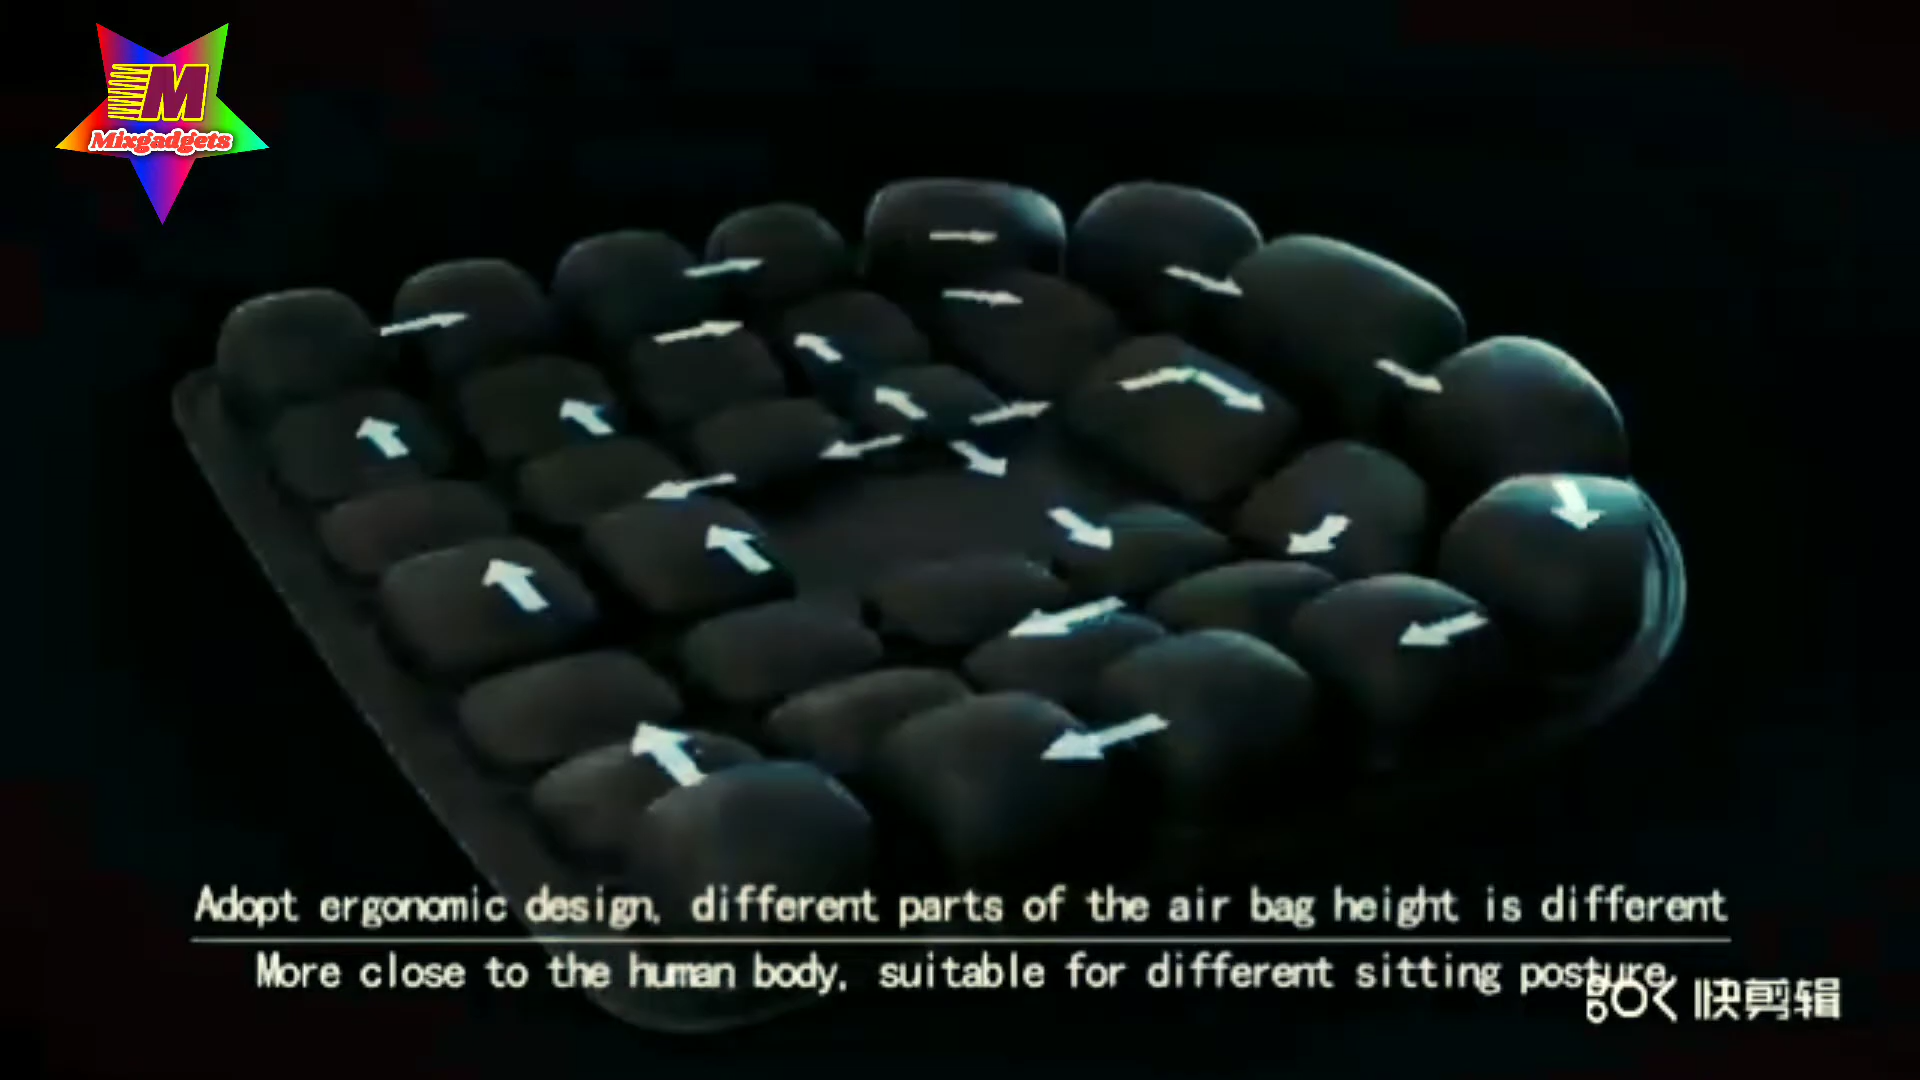 M
Mixgadgets
Adopt ergonomic design, different parts of the air bag height is different
More close to the human body, suitable for different sitting posture,
快剪辑